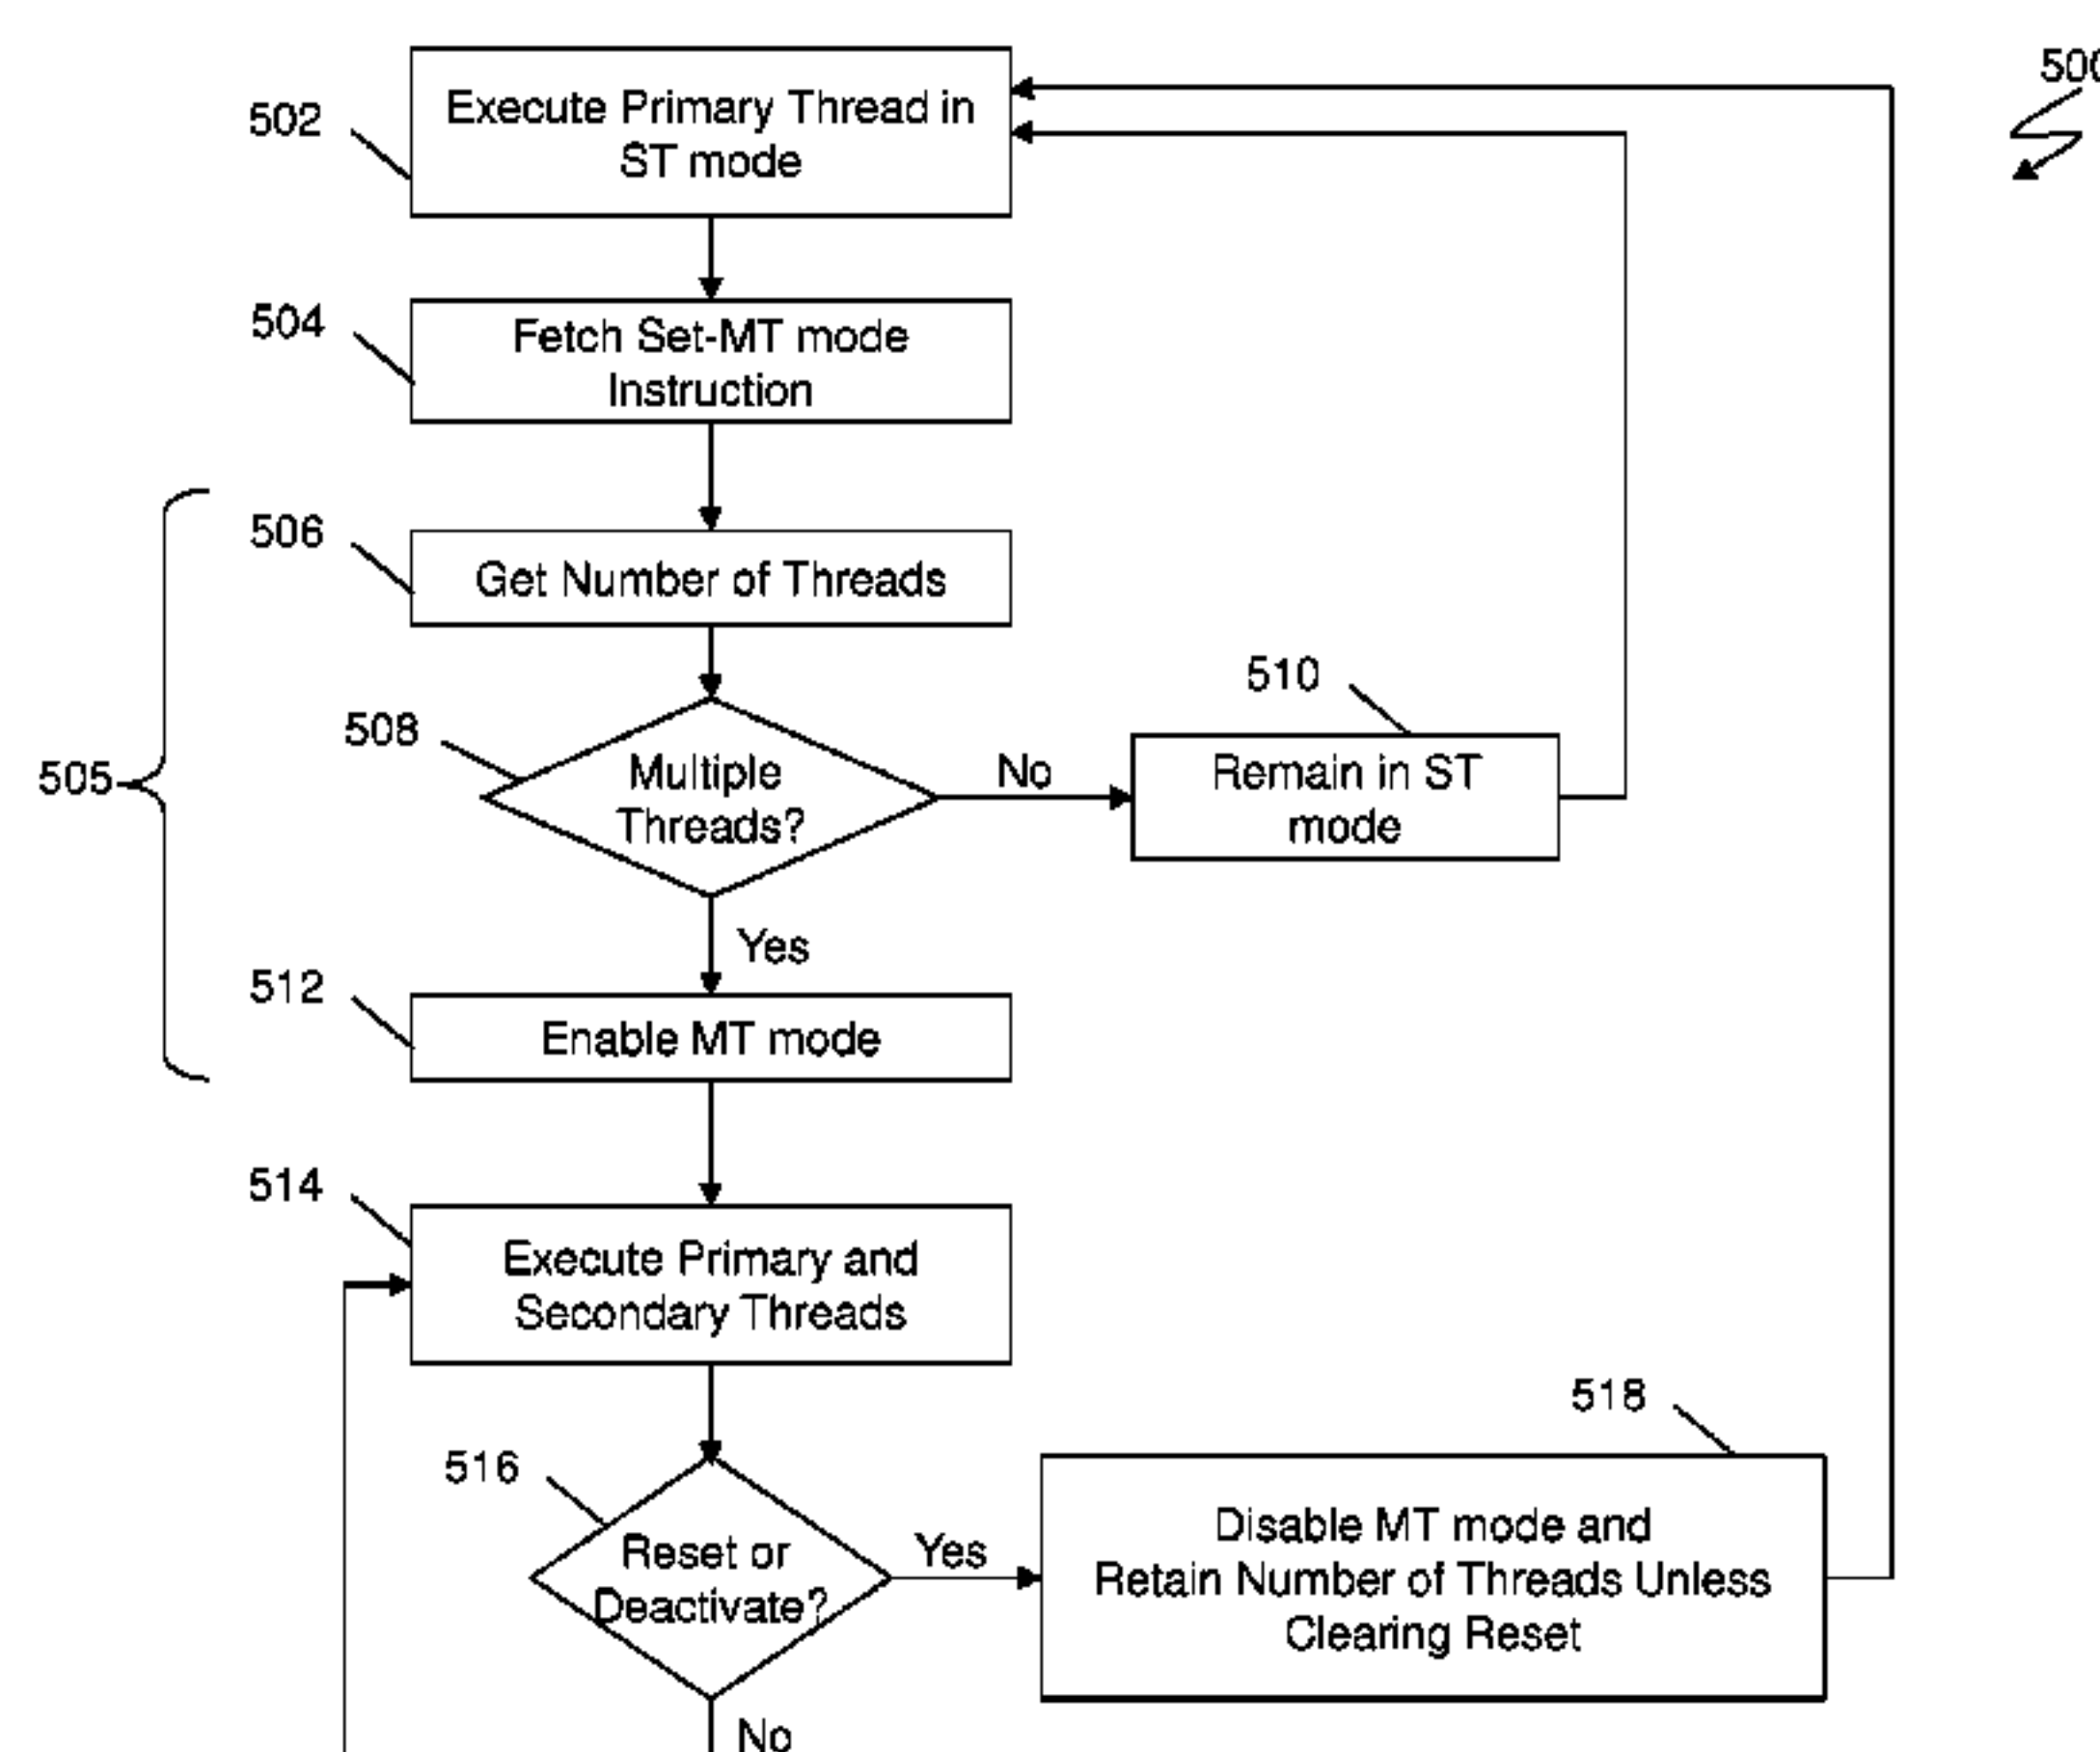 500
502
Execute Primary Thread in
ST mode
504
Fetch Set-MT mode
Instruction
505
506
Get Number of Threads
508
Multiple
Threads?
No
510
Remain in ST
mode
Yes
512
Enable MT mode
514
Execute Primary and
Secondary Threads
516
Reset or
Deactivate?
Yes
518
Disable MT mode and
Retain Number of Threads Unless
Clearing Reset
No